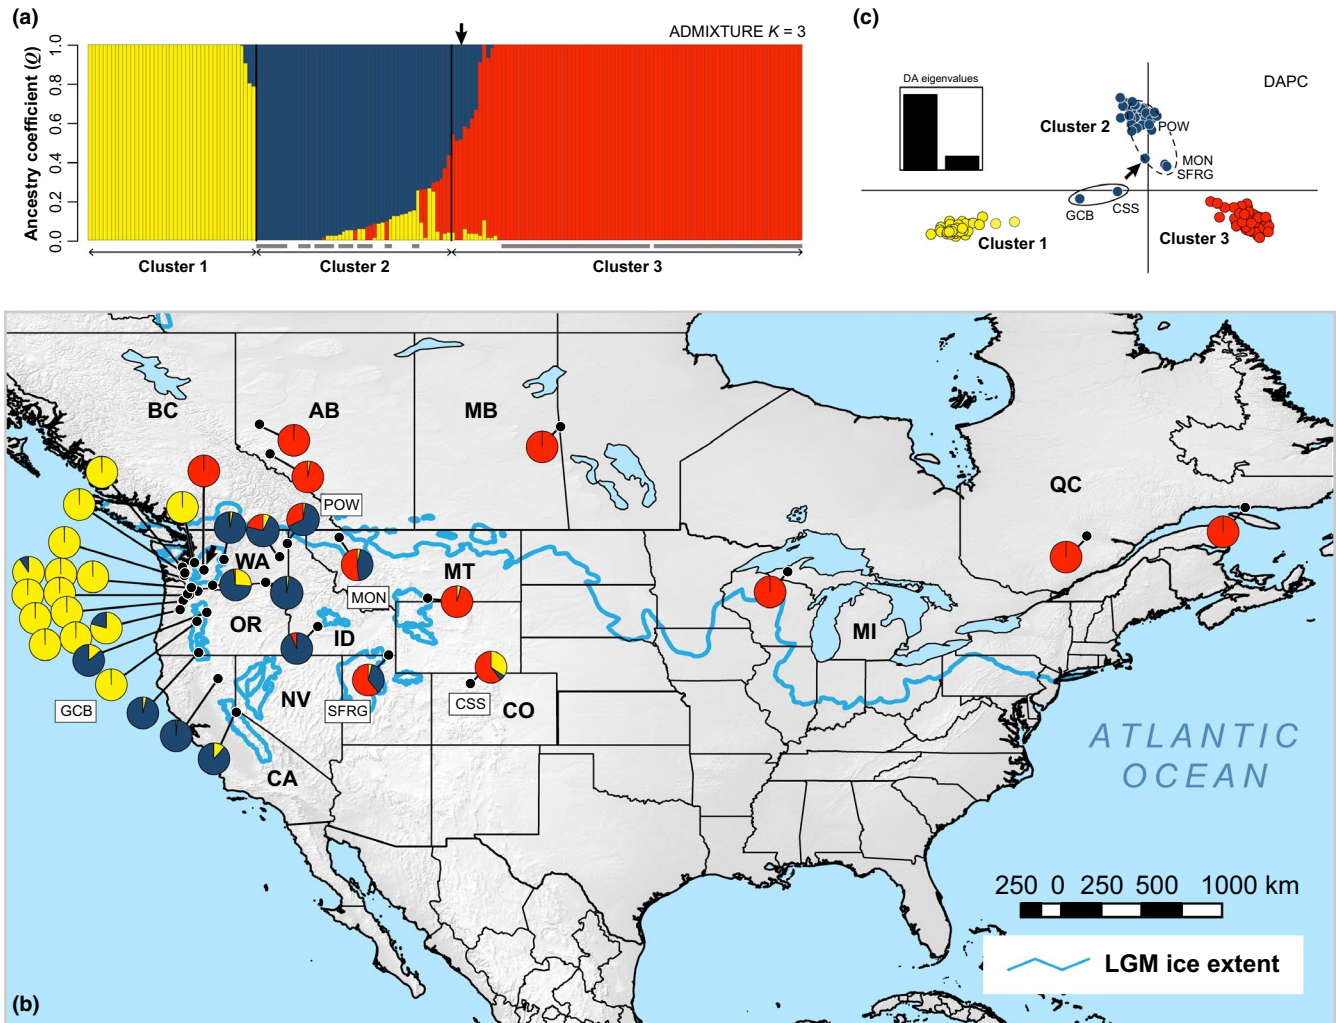 (a)
ADMIXTURE K = 3
Ancestry coefficient (Q)
1.0
0.8
0.6
0.4
0.2
0.0
Cluster 1
Cluster 2
Cluster 3
(c)
DA eigenvalues
DAPC
Cluster 2
POW
MON
SFRG
GCB
CSS
Cluster 1
Cluster 3
BC
AB
MB
QC
POW
WA
MT
MON
OR
ID
MI
GCB
NV
SFRG
CSS
CO
CA
ATLANTIC
OCEAN
250 0 250 500 1000 km
LGM ice extent
(b)